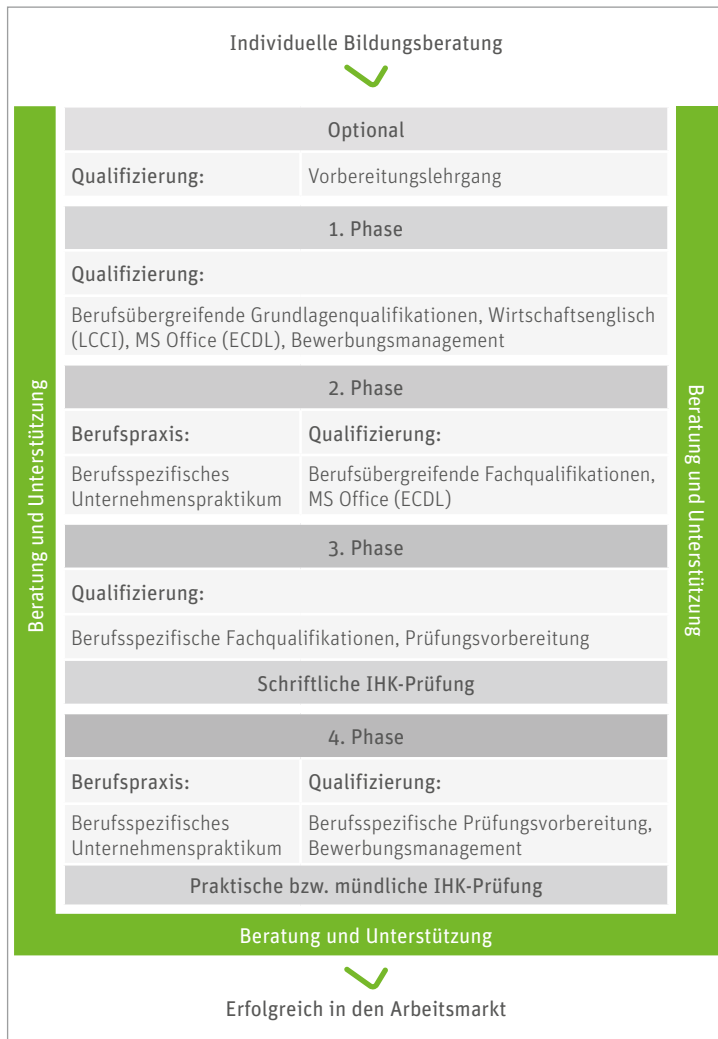 Individuelle Bildungsberatung
Beratung und Unterstützung
Optional
Qualifizierung:
Vorbereitungslehrgang
1. Phase
Qualifizierung:
Berufsübergreifende Grundlagenqualifikationen, Wirtschaftsenglisch
(LCCI), MS Office (ECDL), Bewerbungsmanagement
2. Phase
Berufspraxis:
Qualifizierung:
Berufsspezifisches
Unternehmenspraktikum
Berufsübergreifende Fachqualifikationen,
MS Office (ECDL)
3. Phase
Qualifizierung:
Berufsspezifische Fachqualifikationen, Prüfungsvorbereitung
Schriftliche IHK-Prüfung
4. Phase
Berufspraxis:
Qualifizierung:
Berufsspezifisches
Unternehmenspraktikum
Berufsspezifische Prüfungsvorbereitung,
Bewerbungsmanagement
Praktische bzw. mündliche IHK-Prüfung
Beratung und Unterstützung
Beratung und Unterstützung
Erfolgreich in den Arbeitsmarkt